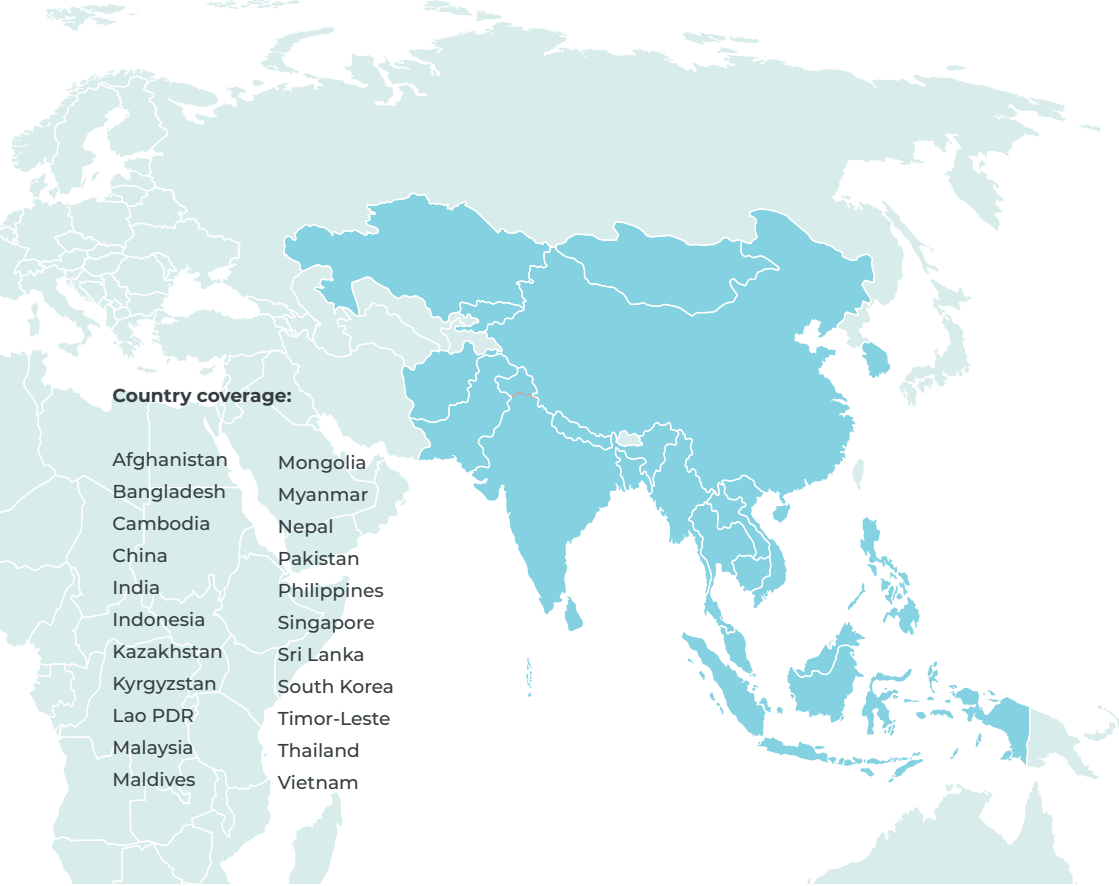 Country coverage:
Afghanistan
Bangladesh
Cambodia
China
India
Indonesia
Kazakhstan
Kyrgyzstan
Lao PDR
Malaysia
Maldives
Mongolia
Myanmar
Nepal
Pakistan
Philippines
Singapore
Sri Lanka
South Korea
Timor-Leste
Thailand
Vietnam